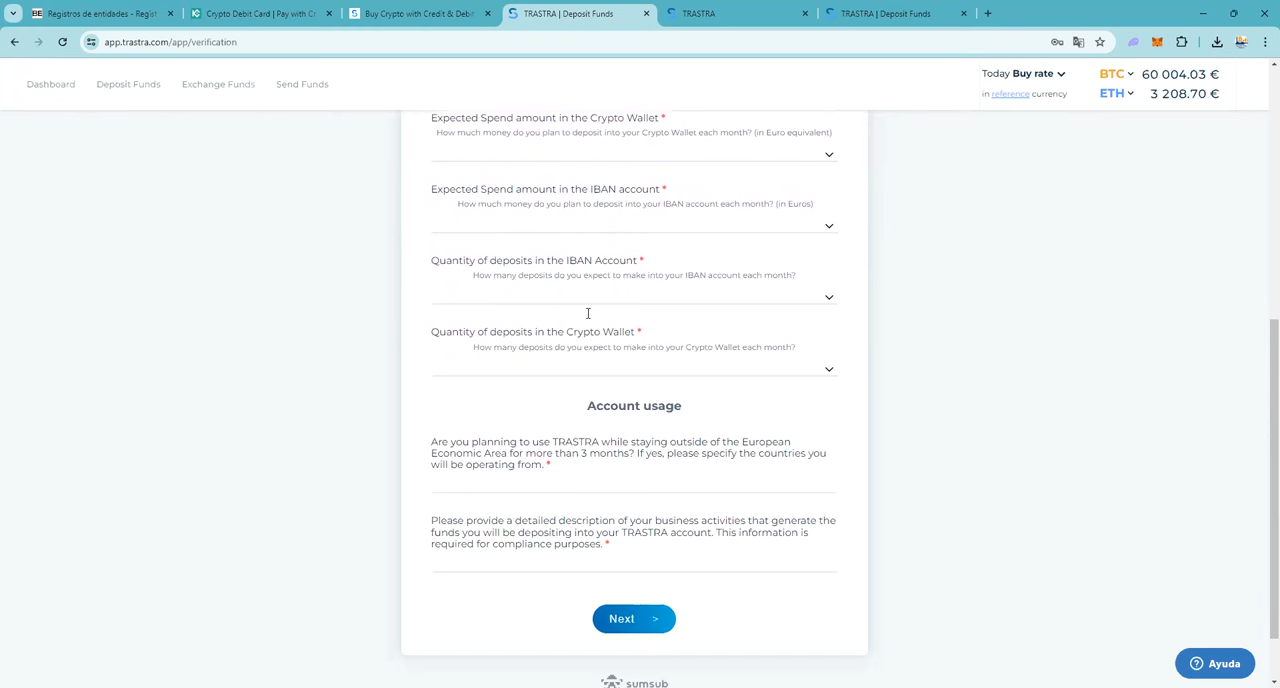 Registros de entidades - Regist
Crypto Debit Card | Pay with Cr
Buy Crypto with Credit & Debit
TRASTRA | Deposit Funds
TRASTRA
TRASTRA | Deposit Funds
app.trastra.com/app/verification
Dashboard
Deposit Funds
Exchange Funds
Send Funds
Today Buy rate
in reference currency
BTC 60 004.03 €
ETH 3 208.70 €
Expected Spend amount in the Crypto Wallet *
How much money do you plan to deposit into your Crypto Wallet each month? (in Euro equivalent)
Expected Spend amount in the IBAN account *
How much money do you plan to deposit into your IBAN account each month? (in Euros)
Quantity of deposits in the IBAN Account *
How many deposits do you expect to make into your IBAN account each month?
Quantity of deposits in the Crypto Wallet *
How many deposits do you expect to make into your Crypto Wallet each month?
Account usage
Are you planning to use TRASTRA while staying outside of the European
Economic Area for more than 3 months? If yes, please specify the countries you
will be operating from. *
Please provide a detailed description of your business activities that generate the
funds you will be depositing into your TRASTRA account. This information is
required for compliance purposes. *
Next >
Ayuda
sumsub